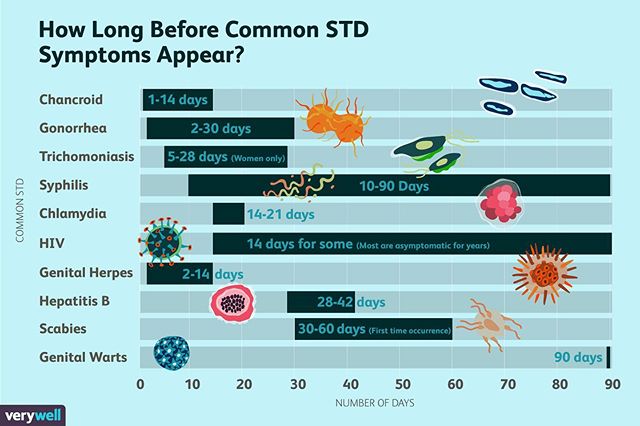 How Long Before Common STD
Symptoms Appear?
COMMON STD
Chancroid 1-14 days
Gonorrhea 2-30 days
Trichomoniasis 5-28 days (Women only)
Syphilis 10-90 Days
Chlamydia 14-21 days
HIV 14 days for some (Most are asymptomatic for years)
Genital Herpes 2-14 days
Hepatitis B 28-42 days
Scabies 30-60 days (First time occurrence)
Genital Warts 90 days
0 10 20 30 40 50 60 70 80 90
NUMBER OF DAYS
verywell